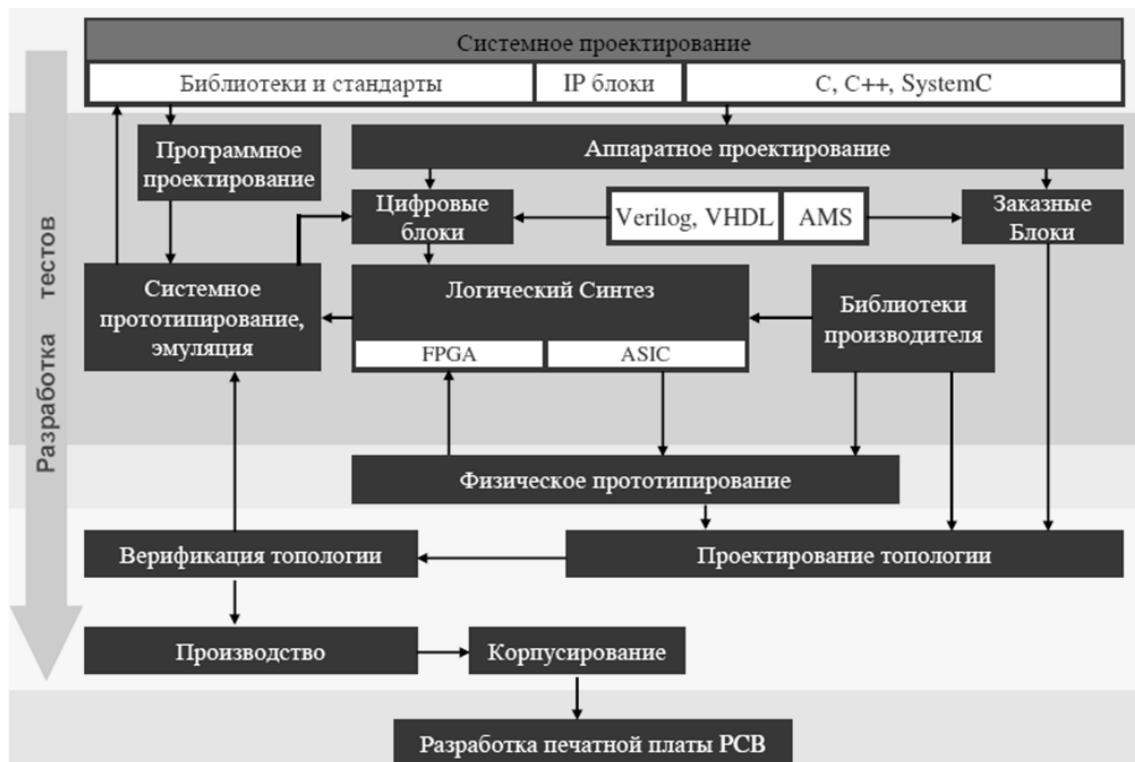 Системное проектирование
Библиотеки и стандарты
IP блоки
C, C++, SystemC
Программное
проектирование
Аппаратное проектирование
Цифровые
блоки
Verilog, VHDL
AMS
Заказные
Блоки
Системное
прототипирование,
эмуляция
Логический Синтез
FPGA
ASIC
Библиотеки
производителя
Физическое прототипирование
Верификация топологии
Проектирование топологии
Производство
Корпусирование
Разработка печатной платы PCB
Разработка тестов